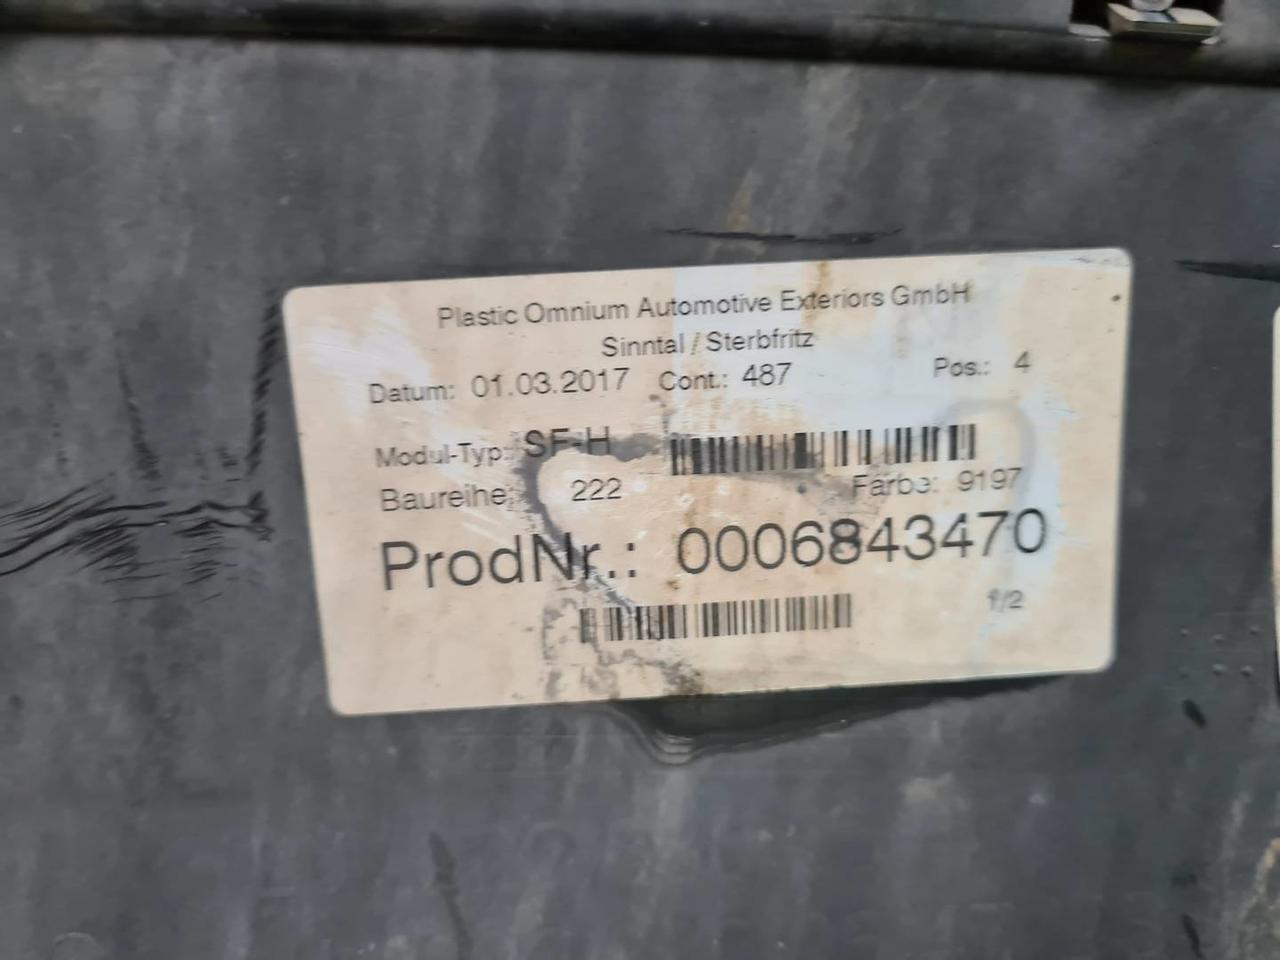 Plastic Omnium Automotive Exteriors GmbH
Sinntal / Sterbfritz
Datum: 01.03.2017 Cont.: 487 Pos.: 4
Modul-Typ: SF-H
Baureihe: 222 Farbe: 9197
ProdNr.: 0006843470
1/2